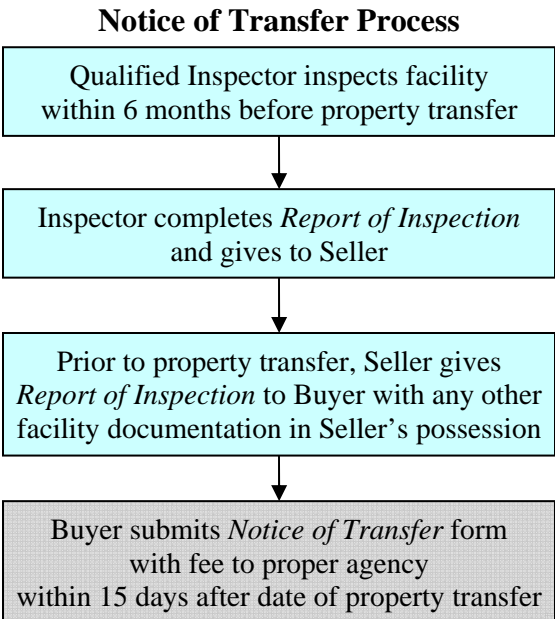 Notice of Transfer Process
Qualified Inspector inspects facility
within 6 months before property transfer
Inspector completes Report of Inspection
and gives to Seller
Prior to property transfer, Seller gives
Report of Inspection to Buyer with any other
facility documentation in Seller's possession
Buyer submits Notice of Transfer form
with fee to proper agency
within 15 days after date of property transfer